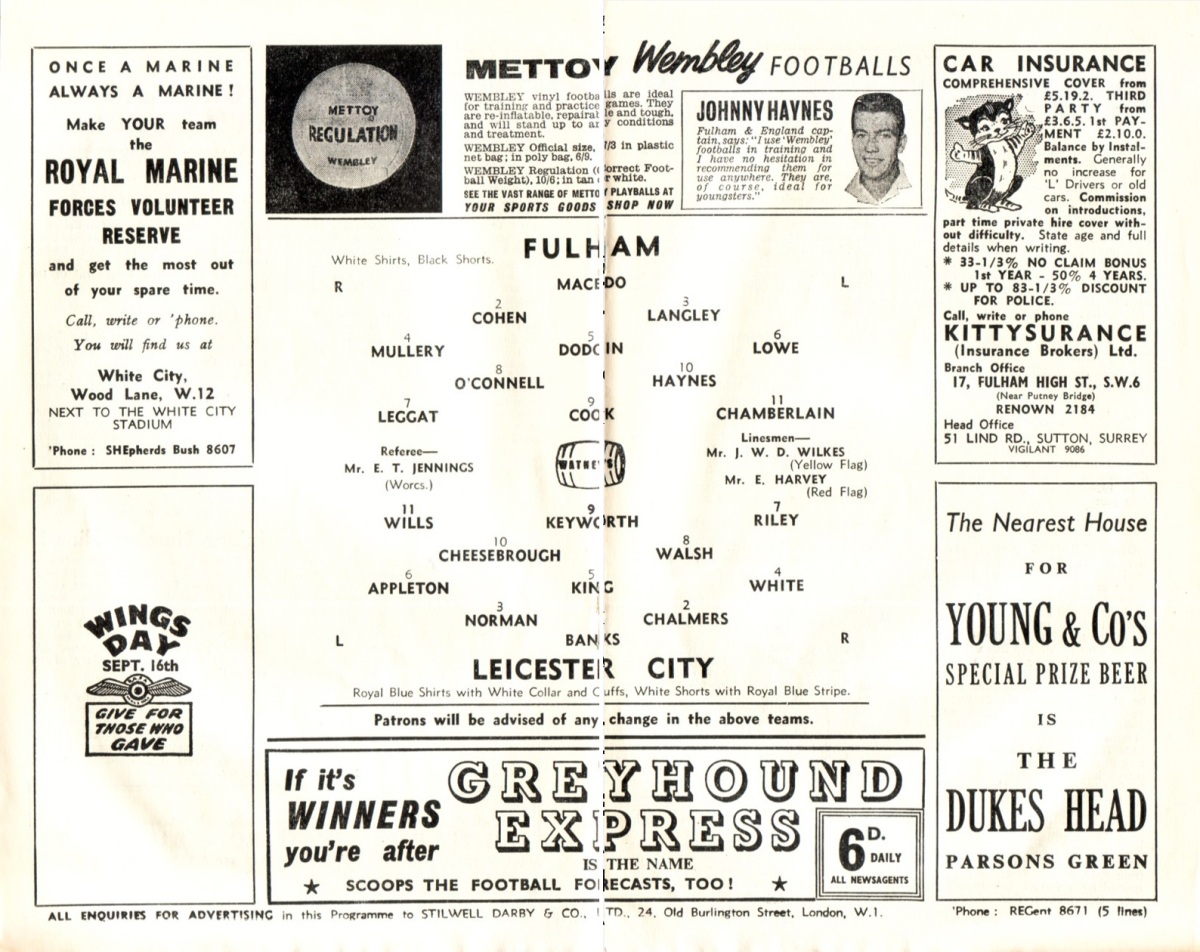 ONCE A MARINE
ALWAYS A MARINE!
Make YOUR team
the
ROYAL MARINE
FORCES VOLUNTEER
RESERVE
and get the most out
of your spare time.
Call, write or 'phone.
You will find us at
White City,
Wood Lane, W.12
NEXT TO THE WHITE CITY
STADIUM
'Phone : SHEpherds Bush 8607
WINGS
DAY
SEPT. 16th
GIVE FOR
THOSE WHO
GAVE
METTOY
REGULATION
WEMBLEY
METTOY Wembley FOOTBALLS
WEMBLEY vinyl footballs are ideal
for training and practice games. They
are re-inflatable, repairable and tough,
and will stand up to any conditions
and treatment.
WEMBLEY Official size, 7/3 in plastic
net bag; in poly bag, 6/9.
WEMBLEY Regulation (Correct Foot-
ball Weight), 10/6; in tan or white.
SEE THE VAST RANGE OF METTOY PLAYBALLS AT
YOUR SPORTS GOODS SHOP NOW
JOHNNY HAYNES
Fulham & England cap-
tain, says: "I use 'Wembley'
footballs in training and
I have no hesitation in
recommending them for
use anywhere. They are,
of course, ideal for
youngsters."
FULHAM
White Shirts, Black Shorts.
R MACEDO L
2 3
COHEN LANGLEY
4 5 6
MULLERY DODGIN LOWE
8 10
O'CONNELL HAYNES
7 9 11
LEGGAT COOK CHAMBERLAIN
Referee—
Mr. E. T. JENNINGS
(Worcs.)
WATNEY'S
Linesmen—
Mr. J. W. D. WILKES
(Yellow Flag)
Mr. E. HARVEY
(Red Flag)
11 9 7
WILLS KEYWORTH RILEY
10 8
CHEESEBROUGH WALSH
6 5 4
APPLETON KING WHITE
3 2
NORMAN CHALMERS
L BANKS R
LEICESTER CITY
Royal Blue Shirts with White Collar and Cuffs, White Shorts with Royal Blue Stripe.
Patrons will be advised of any change in the above teams.
If it's
WINNERS
you're after
GREYHOUND
EXPRESS
IS THE NAME
★ SCOOPS THE FOOTBALL FORECASTS, TOO! ★
6D.
DAILY
ALL NEWSAGENTS
CAR INSURANCE
COMPREHENSIVE COVER from
£5.19.2. THIRD
PARTY from
£3.6.5. 1st PAY-
MENT £2.10.0.
Balance by Instal-
ments. Generally
no increase for
'L' Drivers or old
cars. Commission
on introductions,
part time private hire cover with-
out difficulty. State age and full
details when writing.
* 33-1/3% NO CLAIM BONUS
1st YEAR - 50% 4 YEARS.
* UP TO 83-1/3% DISCOUNT
FOR POLICE.
Call, write or phone
KITTYSURANCE
(Insurance Brokers) Ltd.
Branch Office
17, FULHAM HIGH ST., S.W.6
(Near Putney Bridge)
RENOWN 2184
Head Office
51 LIND RD., SUTTON, SURREY
VIGILANT 9086
The Nearest House
FOR
YOUNG & Co'S
SPECIAL PRIZE BEER
IS
THE
DUKES HEAD
PARSONS GREEN
ALL ENQUIRIES FOR ADVERTISING in this Programme to STILWELL DARBY & CO., LTD., 24, Old Burlington Street, London, W.1. 'Phone : REGent 8671 (5 lines)